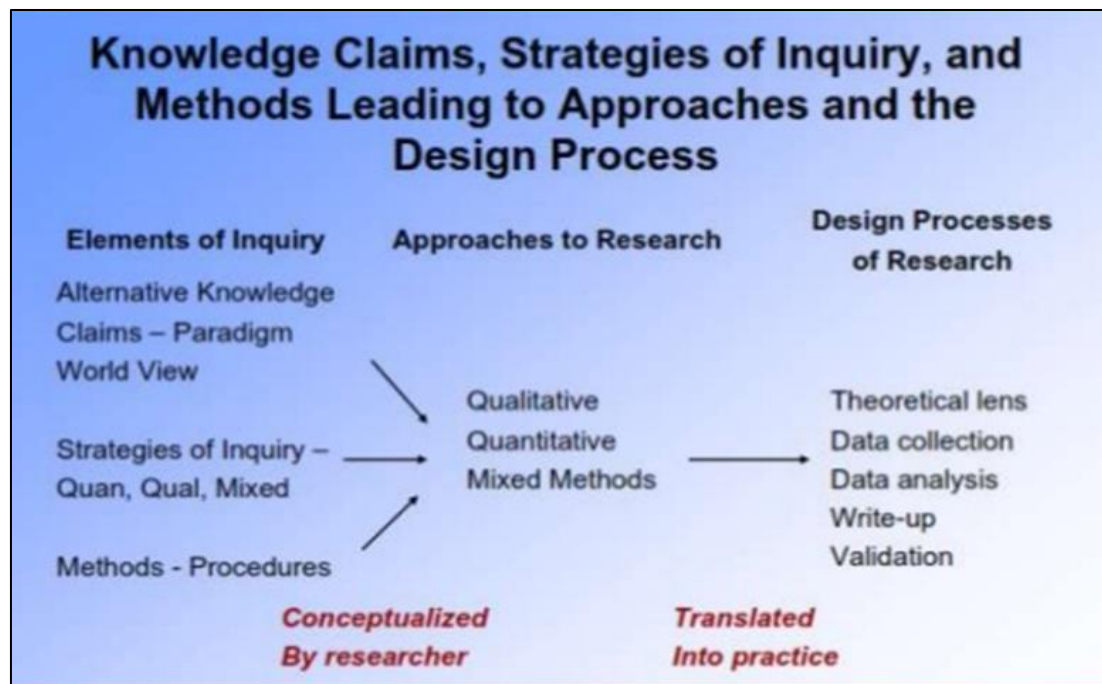 Knowledge Claims, Strategies of Inquiry, and
Methods Leading to Approaches and the
Design Process
Elements of Inquiry
Alternative Knowledge
Claims – Paradigm
World View
Strategies of Inquiry –
Quan, Qual, Mixed
Methods - Procedures
Approaches to Research
Qualitative
Quantitative
Mixed Methods
Design Processes
of Research
Theoretical lens
Data collection
Data analysis
Write-up
Validation
Conceptualized
By researcher
Translated
Into practice